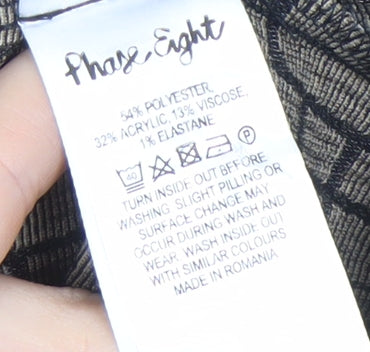 Phase Eight
54% POLYESTER,
32% ACRYLIC, 13% VISCOSE,
1% ELASTANE
40 P
TURN INSIDE OUT BEFORE
WASHING. SLIGHT PILLING OR
SURFACE CHANGE MAY
OCCUR DURING WASH AND
WEAR. WASH INSIDE OUT
WITH SIMILAR COLOURS
MADE IN ROMANIA